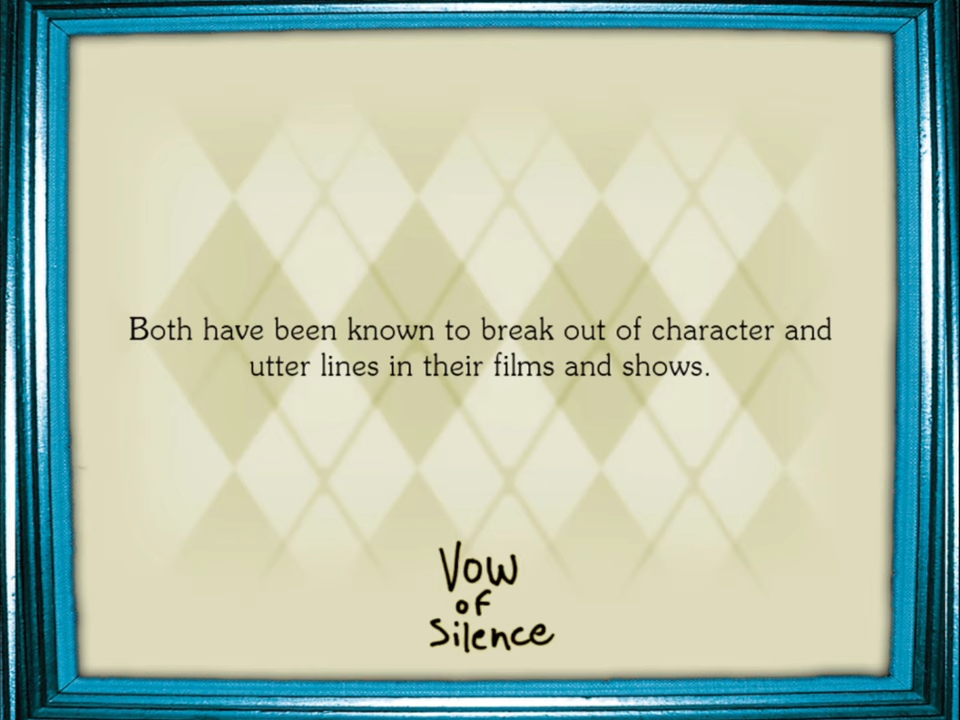 Both have been known to break out of character and
utter lines in their films and shows.
Vow
of
Silence